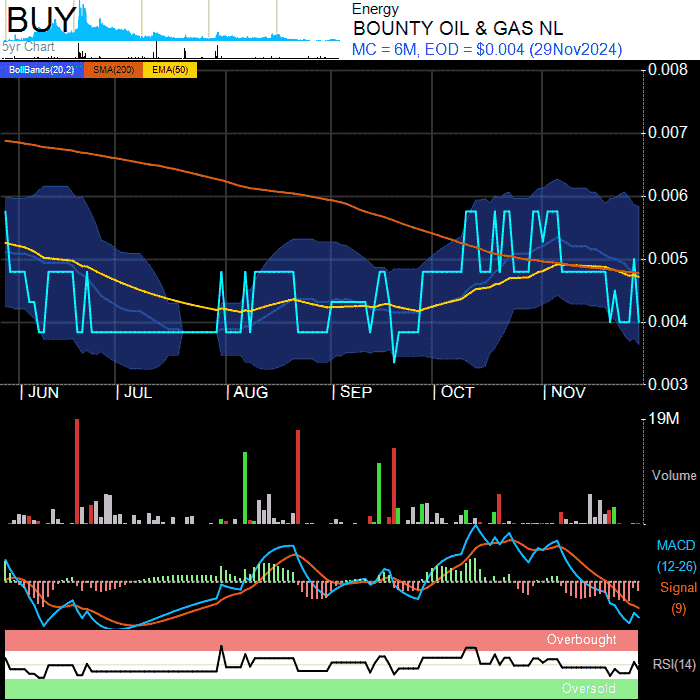 BUY
5yr Chart
Energy
BOUNTY OIL & GAS NL
MC = 6M, EOD = $0.004 (29Nov2024)
BollBands(20,2) SMA(200) EMA(50)
0.008
0.007
0.006
0.005
0.004
0.003
JUN JUL AUG SEP OCT NOV
19M
Volume
MACD
(12-26)
Signal
(9)
Overbought
RSI(14)
Oversold